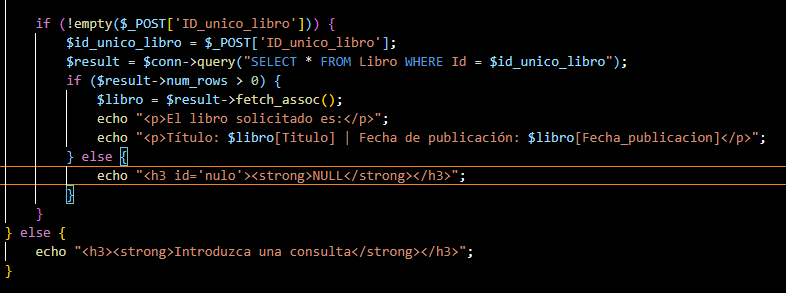 if (!empty($_POST['ID_unico_libro'])) {
$id_unico_libro = $_POST['ID_unico_libro'];
$result = $conn->query("SELECT * FROM Libro WHERE Id = $id_unico_libro");
if ($result->num_rows > 0) {
$libro = $result->fetch_assoc();
echo "<p>El libro solicitado es:</p>";
echo "<p>Título: $libro[Titulo] | Fecha de publicación: $libro[Fecha_publicacion]</p>";
} else {
echo "<h3 id='nulo'><strong>NULL</strong></h3>";
}
}
} else {
echo "<h3><strong>Introduzca una consulta</strong></h3>";
}